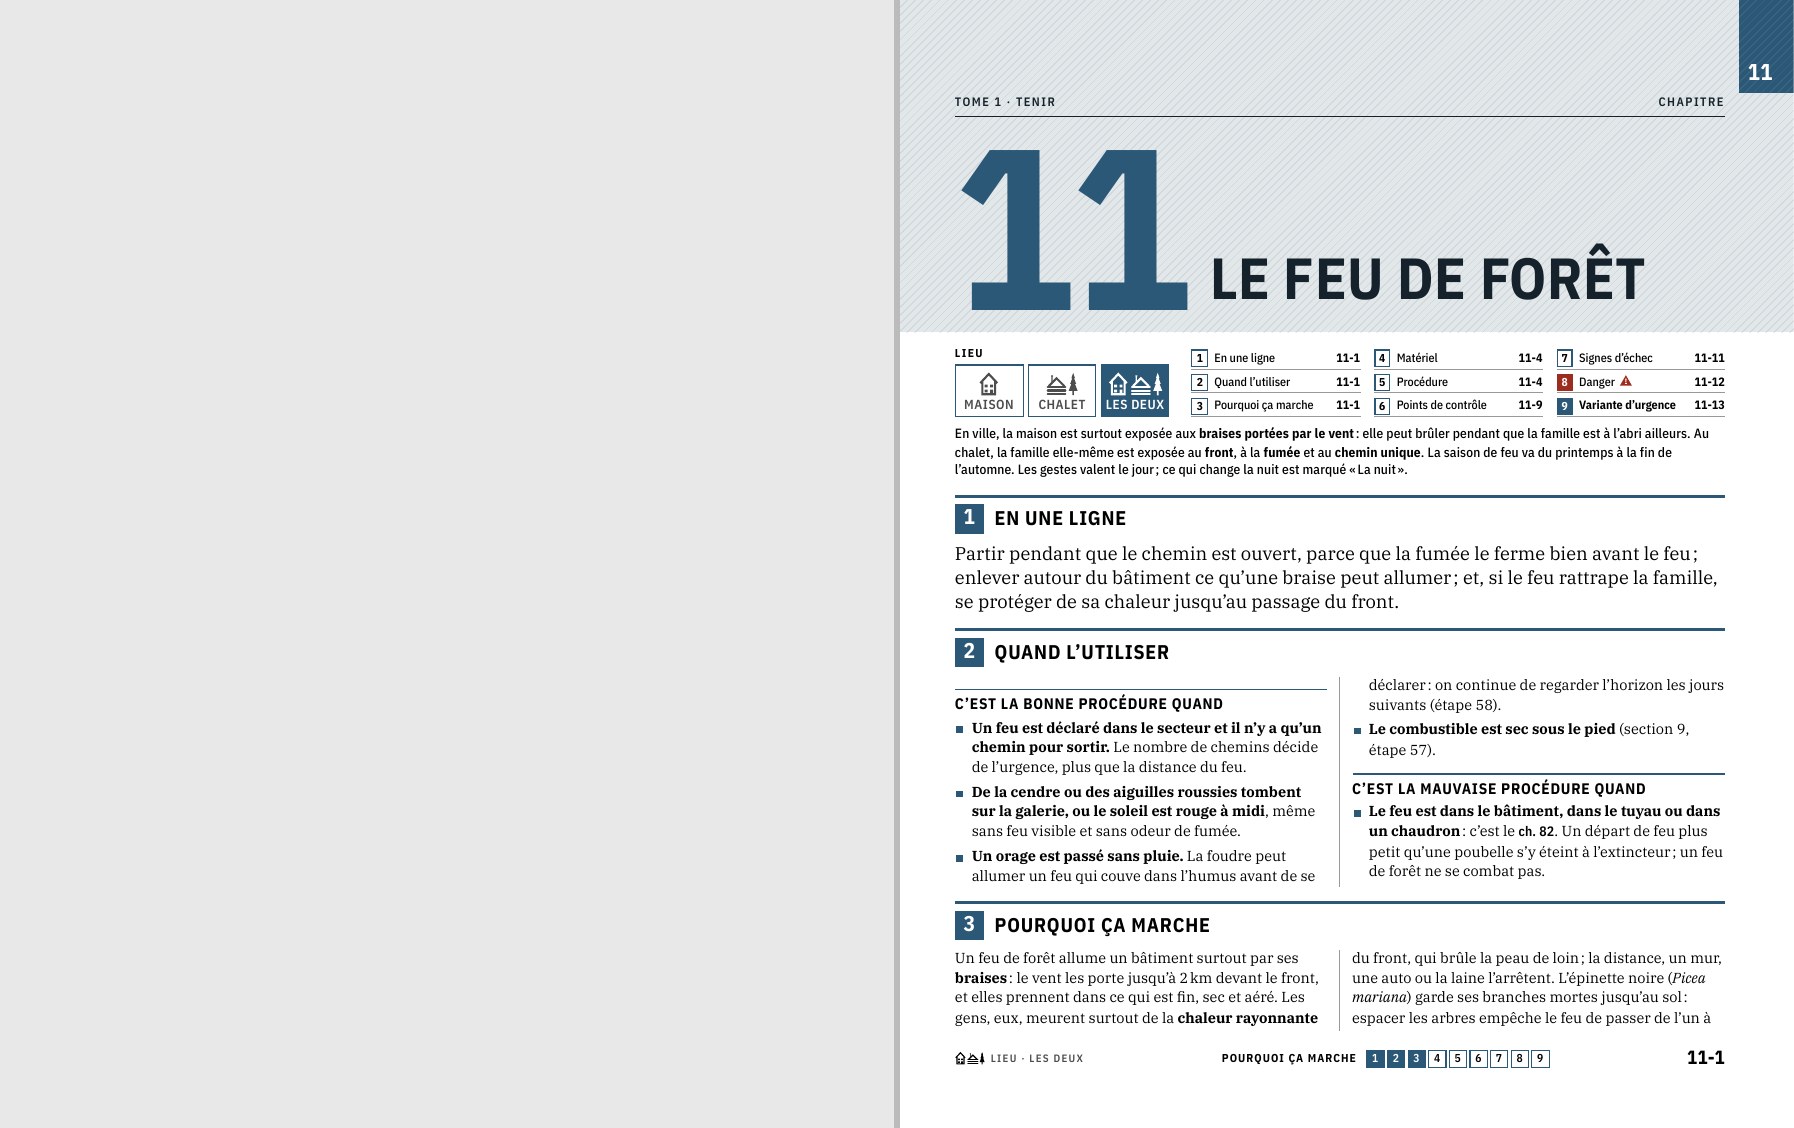 11
TOME 1 · TENIR
CHAPITRE
11 LE FEU DE FORÊT
LIEU
MAISON
CHALET
LES DEUX
1 En une ligne 11-1
2 Quand l’utiliser 11-1
3 Pourquoi ça marche 11-1
4 Matériel 11-4
5 Procédure 11-4
6 Points de contrôle 11-9
7 Signes d’échec 11-11
8 Danger 11-12
9 Variante d’urgence 11-13
En ville, la maison est surtout exposée aux braises portées par le vent : elle peut brûler pendant que la famille est à l’abri ailleurs. Au
chalet, la famille elle-même est exposée au front, à la fumée et au chemin unique. La saison de feu va du printemps à la fin de
l’automne. Les gestes valent le jour ; ce qui change la nuit est marqué « La nuit ».
1 EN UNE LIGNE
Partir pendant que le chemin est ouvert, parce que la fumée le ferme bien avant le feu ;
enlever autour du bâtiment ce qu’une braise peut allumer ; et, si le feu rattrape la famille,
se protéger de sa chaleur jusqu’au passage du front.
2 QUAND L’UTILISER
C’EST LA BONNE PROCÉDURE QUAND
Un feu est déclaré dans le secteur et il n’y a qu’un
chemin pour sortir. Le nombre de chemins décide
de l’urgence, plus que la distance du feu.
De la cendre ou des aiguilles roussies tombent
sur la galerie, ou le soleil est rouge à midi, même
sans feu visible et sans odeur de fumée.
Un orage est passé sans pluie. La foudre peut
allumer un feu qui couve dans l’humus avant de se
déclarer : on continue de regarder l’horizon les jours
suivants (étape 58).
Le combustible est sec sous le pied (section 9,
étape 57).
C’EST LA MAUVAISE PROCÉDURE QUAND
Le feu est dans le bâtiment, dans le tuyau ou dans
un chaudron : c’est le ch. 82. Un départ de feu plus
petit qu’une poubelle s’y éteint à l’extincteur ; un feu
de forêt ne se combat pas.
3 POURQUOI ÇA MARCHE
Un feu de forêt allume un bâtiment surtout par ses
braises : le vent les porte jusqu’à 2 km devant le front,
et elles prennent dans ce qui est fin, sec et aéré. Les
gens, eux, meurent surtout de la chaleur rayonnante
du front, qui brûle la peau de loin ; la distance, un mur,
une auto ou la laine l’arrêtent. L’épinette noire (Picea
mariana) garde ses branches mortes jusqu’au sol :
espacer les arbres empêche le feu de passer de l’un à
LIEU · LES DEUX
POURQUOI ÇA MARCHE 1 2 3 4 5 6 7 8 9
11-1